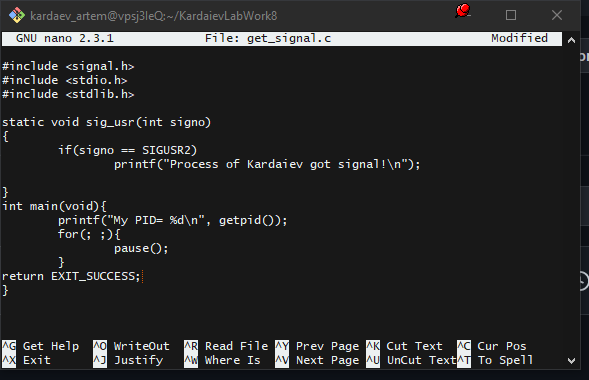 kardaev_artem@vpsj3leQ:~/KardaievLabWork8
GNU nano 2.3.1 File: get_signal.c Modified
#include <signal.h>
#include <stdio.h>
#include <stdlib.h>
static void sig_usr(int signo)
{
if(signo == SIGUSR2)
printf("Process of Kardaiev got signal!\n");
}
int main(void){
printf("My PID= %d\n", getpid());
for(; ;){
pause();
}
return EXIT_SUCCESS;
}
^G Get Help ^O WriteOut ^R Read File ^Y Prev Page ^K Cut Text ^C Cur Pos
^X Exit ^J Justify ^W Where Is ^V Next Page ^U UnCut Text ^T To Spell